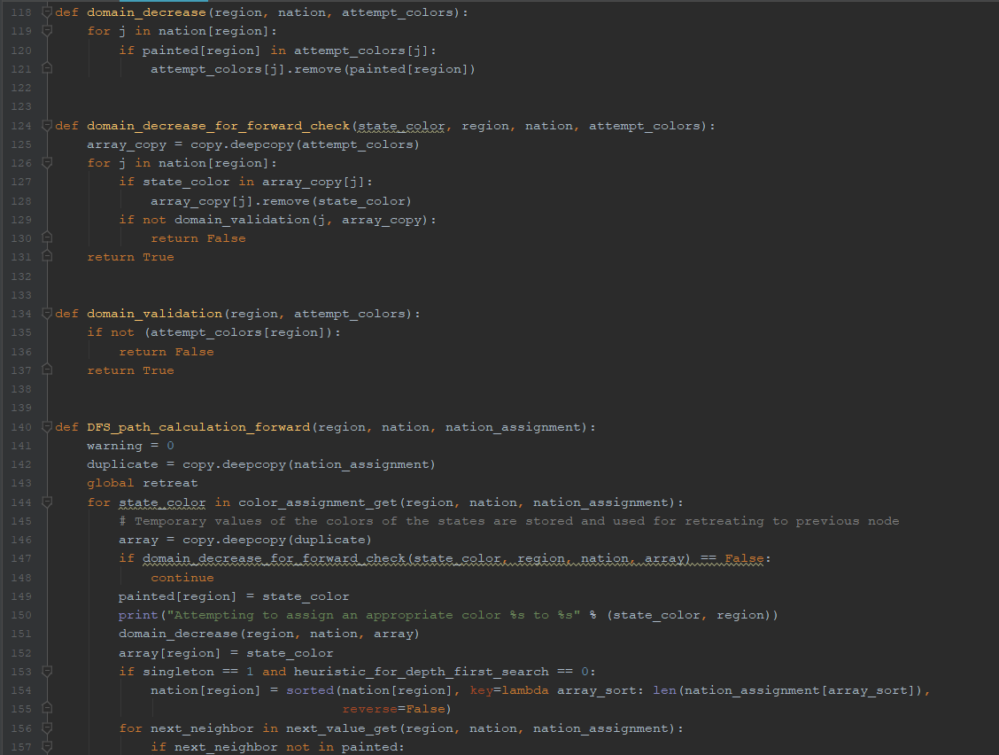 118 def domain_decrease(region, nation, attempt_colors):
119     for j in nation[region]:
120         if painted[region] in attempt_colors[j]:
121             attempt_colors[j].remove(painted[region])
122
123
124 def domain_decrease_for_forward_check(state_color, region, nation, attempt_colors):
125     array_copy = copy.deepcopy(attempt_colors)
126     for j in nation[region]:
127         if state_color in array_copy[j]:
128             array_copy[j].remove(state_color)
129         if not domain_validation(j, array_copy):
130             return False
131     return True
132
133
134 def domain_validation(region, attempt_colors):
135     if not (attempt_colors[region]):
136         return False
137     return True
138
139
140 def DFS_path_calculation_forward(region, nation, nation_assignment):
141     warning = 0
142     duplicate = copy.deepcopy(nation_assignment)
143     global retreat
144     for state_color in color_assignment_get(region, nation, nation_assignment):
145         # Temporary values of the colors of the states are stored and used for retreating to previous node
146         array = copy.deepcopy(duplicate)
147         if domain_decrease_for_forward_check(state_color, region, nation, array) == False:
148             continue
149         painted[region] = state_color
150         print("Attempting to assign an appropriate color %s to %s" % (state_color, region))
151         domain_decrease(region, nation, array)
152         array[region] = state_color
153         if singleton == 1 and heuristic_for_depth_first_search == 0:
154             nation[region] = sorted(nation[region], key=lambda array_sort: len(nation_assignment[array_sort]),
155                                     reverse=False)
156         for next_neighbor in next_value_get(region, nation, nation_assignment):
157             if next_neighbor not in painted: